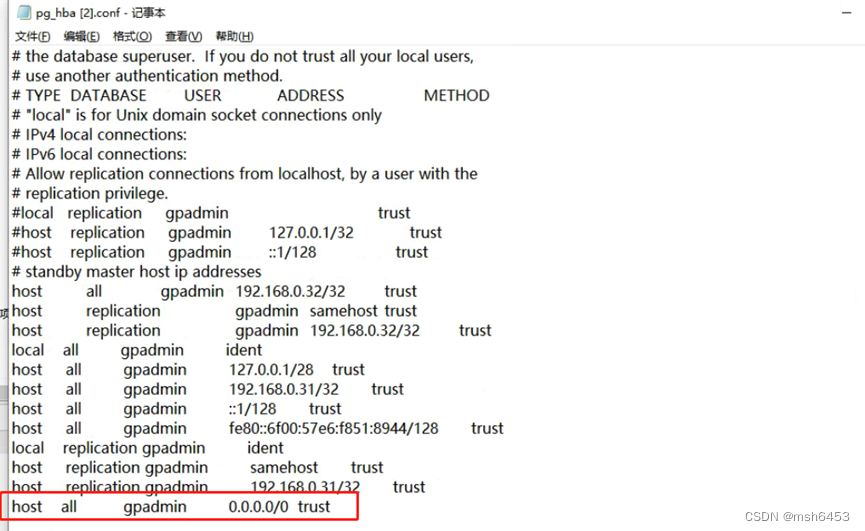 pg_hba [2].conf - 记事本
文件(F) 编辑(E) 格式(O) 查看(V) 帮助(H)
# the database superuser.  If you do not trust all your local users,
# use another authentication method.
# TYPE  DATABASE        USER            ADDRESS                 METHOD
# "local" is for Unix domain socket connections only
# IPv4 local connections:
# IPv6 local connections:
# Allow replication connections from localhost, by a user with the
# replication privilege.
#local   replication     gpadmin                                trust
#host    replication     gpadmin        127.0.0.1/32            trust
#host    replication     gpadmin        ::1/128                 trust
# standby master host ip addresses
host     all     gpadmin  192.168.0.32/32     trust
host     replication     gpadmin  samehost  trust
host     replication     gpadmin  192.168.0.32/32     trust
local    all     gpadmin     ident
host     all     gpadmin     127.0.0.1/28    trust
host     all     gpadmin     192.168.0.31/32     trust
host     all     gpadmin     ::1/128     trust
host     all     gpadmin     fe80::6f00:57e6:f851:8944/128     trust
local    replication gpadmin     ident
host     replication gpadmin     samehost     trust
host     replication gpadmin     192.168.0.31/32     trust
host     all     gpadmin     0.0.0.0/0  trust
CSDN @msh6453